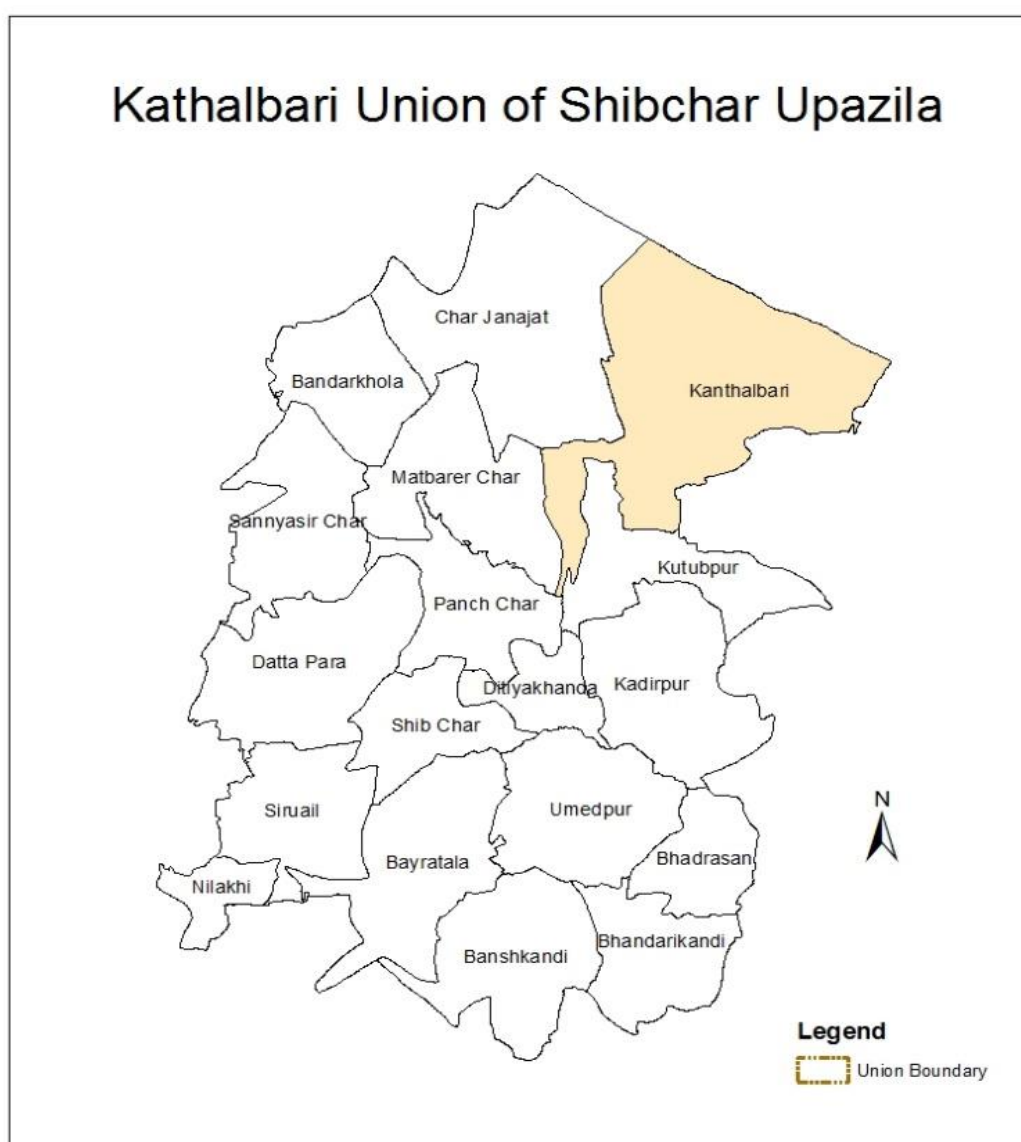 Kathalbari Union of Shibchar Upazila
Char Janajat
Bandarkhola
Kanthalbari
Matbarer Char
Sannyasir Char
Kutubpur
Panch Char
Datta Para
Ditiyakhanda
Kadirpur
Shib Char
Siruail
Umedpur
Bayratala
Bhadrasan
Nilakhi
Bhandarikandi
Banshkandi
N
Legend
Union Boundary